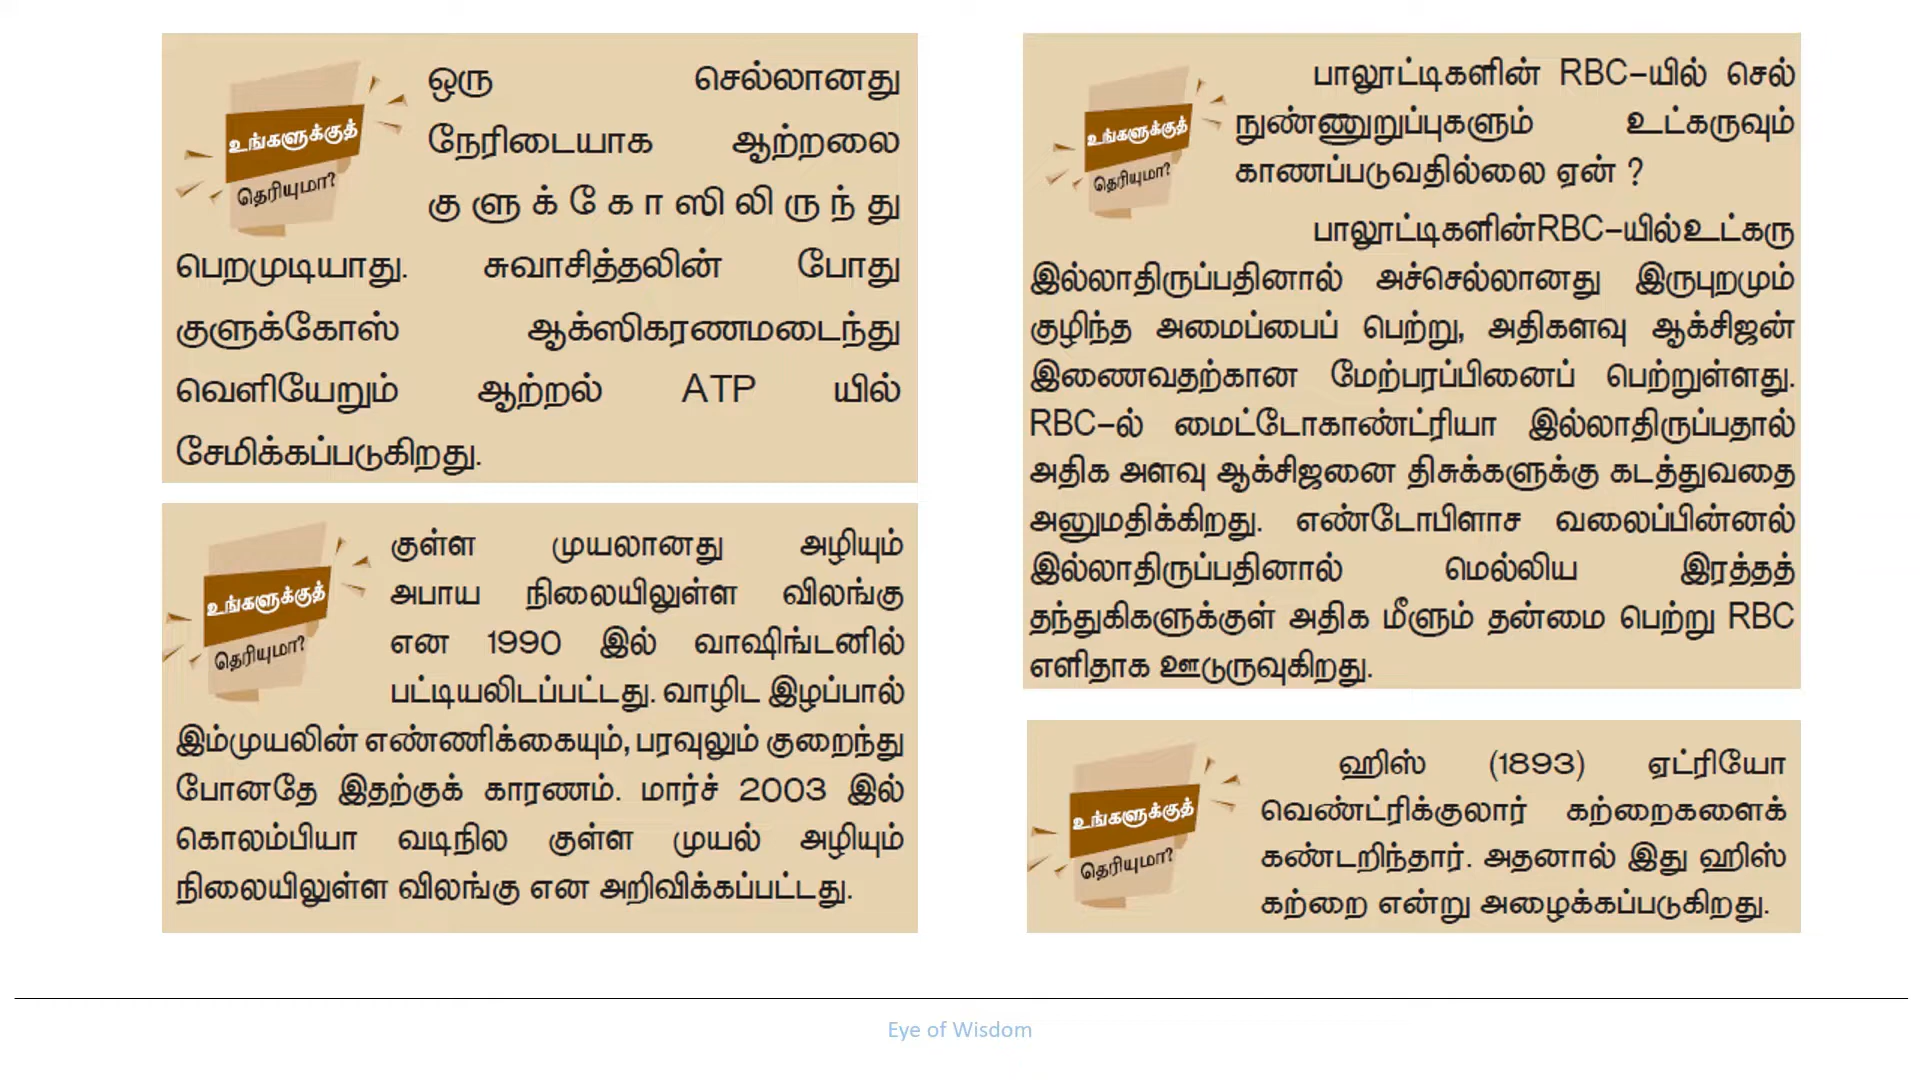 உங்களுக்குத்
தெரியுமா?
ஒரு செல்லானது
நேரிடையாக ஆற்றலை
குளுக்கோஸிலிருந்து
பெறமுடியாது. சுவாசித்தலின் போது
குளுக்கோஸ் ஆக்ஸிகரணமடைந்து
வெளியேறும் ஆற்றல் ATP யில்
சேமிக்கப்படுகிறது.
உங்களுக்குத்
தெரியுமா?
குள்ள முயலானது அழியும்
அபாய நிலையிலுள்ள விலங்கு
என 1990 இல் வாஷிங்டனில்
பட்டியலிடப்பட்டது. வாழிட இழப்பால்
இம்முயலின் எண்ணிக்கையும், பரவுலும் குறைந்து
போனதே இதற்குக் காரணம். மார்ச் 2003 இல்
கொலம்பியா வடிநில குள்ள முயல் அழியும்
நிலையிலுள்ள விலங்கு என அறிவிக்கப்பட்டது.
உங்களுக்குத்
தெரியுமா?
பாலூட்டிகளின் RBC-யில் செல்
நுண்ணுறுப்புகளும் உட்கருவும்
காணப்படுவதில்லை ஏன் ?
பாலூட்டிகளின் RBC-யில் உட்கரு
இல்லாதிருப்பதினால் அச்செல்லானது இருபுறமும்
குழிந்த அமைப்பைப் பெற்று, அதிகளவு ஆக்சிஜன்
இணைவதற்கான மேற்பரப்பினைப் பெற்றுள்ளது.
RBC-ல் மைட்டோகாண்ட்ரியா இல்லாதிருப்பதால்
அதிக அளவு ஆக்சிஜனை திசுக்களுக்கு கடத்துவதை
அனுமதிக்கிறது. எண்டோபிளாச வலைப்பின்னல்
இல்லாதிருப்பதினால் மெல்லிய இரத்தத்
தந்துகிகளுக்குள் அதிக மீளும் தன்மை பெற்று RBC
எளிதாக ஊடுருவுகிறது.
உங்களுக்குத்
தெரியுமா?
ஹிஸ் (1893) ஏட்ரியோ
வெண்ட்ரிக்குலார் கற்றைகளைக்
கண்டறிந்தார். அதனால் இது ஹிஸ்
கற்றை என்று அழைக்கப்படுகிறது.
Eye of Wisdom